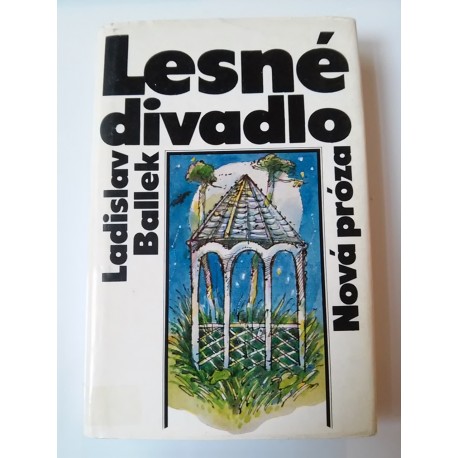 Lesné
divadlo
Ladislav
Ballek
Nová próza